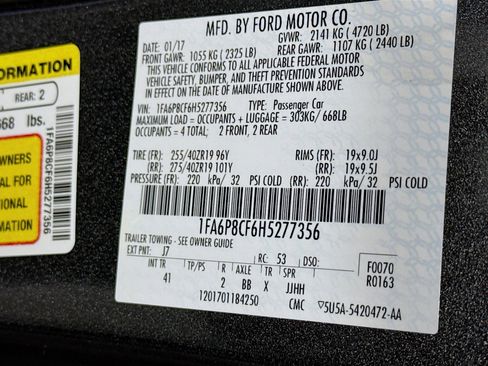 MFD. BY FORD MOTOR CO.
DATE: 01/17 GVWR: 2141 KG ( 4720 LB)
FRONT GAWR: 1055 KG ( 2325 LB) REAR GAWR: 1107 KG ( 2440 LB)
THIS VEHICLE CONFORMS TO ALL APPLICABLE FEDERAL MOTOR
VEHICLE SAFETY, BUMPER, AND THEFT PREVENTION STANDARDS
IN EFFECT ON THE DATE OF MANUFACTURE SHOWN ABOVE.
VIN: 1FA6P8CF6H5277356 TYPE: Passenger Car
MAXIMUM LOAD = OCCUPANTS + LUGGAGE = 303KG/ 668LB
OCCUPANTS = 4 TOTAL: 2 FRONT, 2 REAR
TIRE (FR): 255/40ZR19 96Y RIMS (FR): 19x9.0J
(RR): 275/40ZR19 101Y (RR): 19x9.5J
PRESSURE (FR): 220 kPa/ 32 PSI COLD (RR): 220 kPa/ 32 PSI COLD
1FA6P8CF6H5277356
TRAILER TOWING - SEE OWNER GUIDE
EXT PNT: J7 RC: 53 DSO: F0070
INT TR TP/PS R AXLE TR SPR R0163
41 2 BB X JJHH
1201701184250 CMC 5U5A-5420472-AA
FORMATION
REAR: 2
668 lbs.
OWNERS
AL FOR
TIONAL
MATION
1FA6P8CF6H5277356